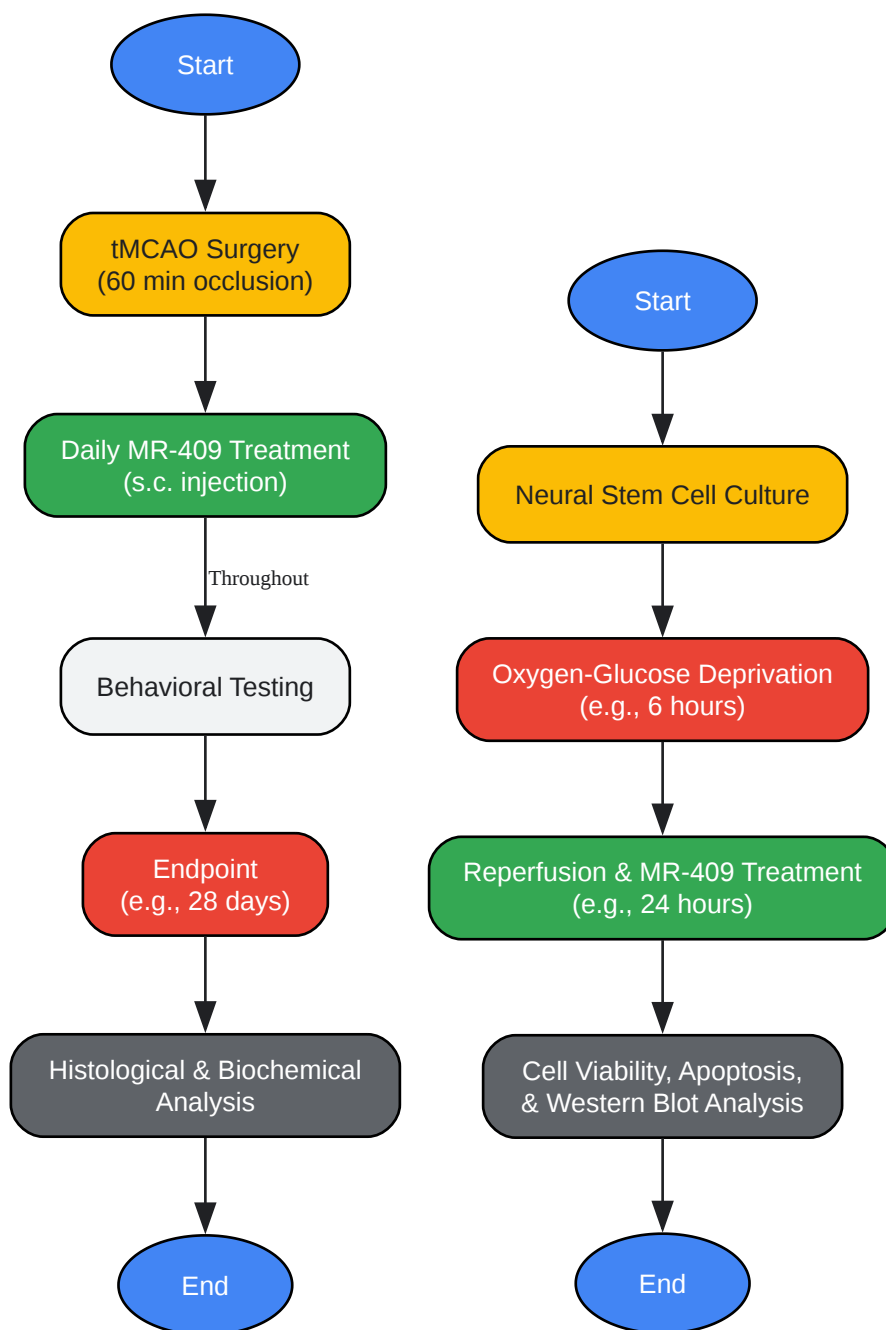 Start
tMCAO Surgery
(60 min occlusion)
Daily MR-409 Treatment
(s.c. injection)
Throughout
Behavioral Testing
Endpoint
(e.g., 28 days)
Histological & Biochemical
Analysis
End
Start
Neural Stem Cell Culture
Oxygen-Glucose Deprivation
(e.g., 6 hours)
Reperfusion & MR-409 Treatment
(e.g., 24 hours)
Cell Viability, Apoptosis,
& Western Blot Analysis
End